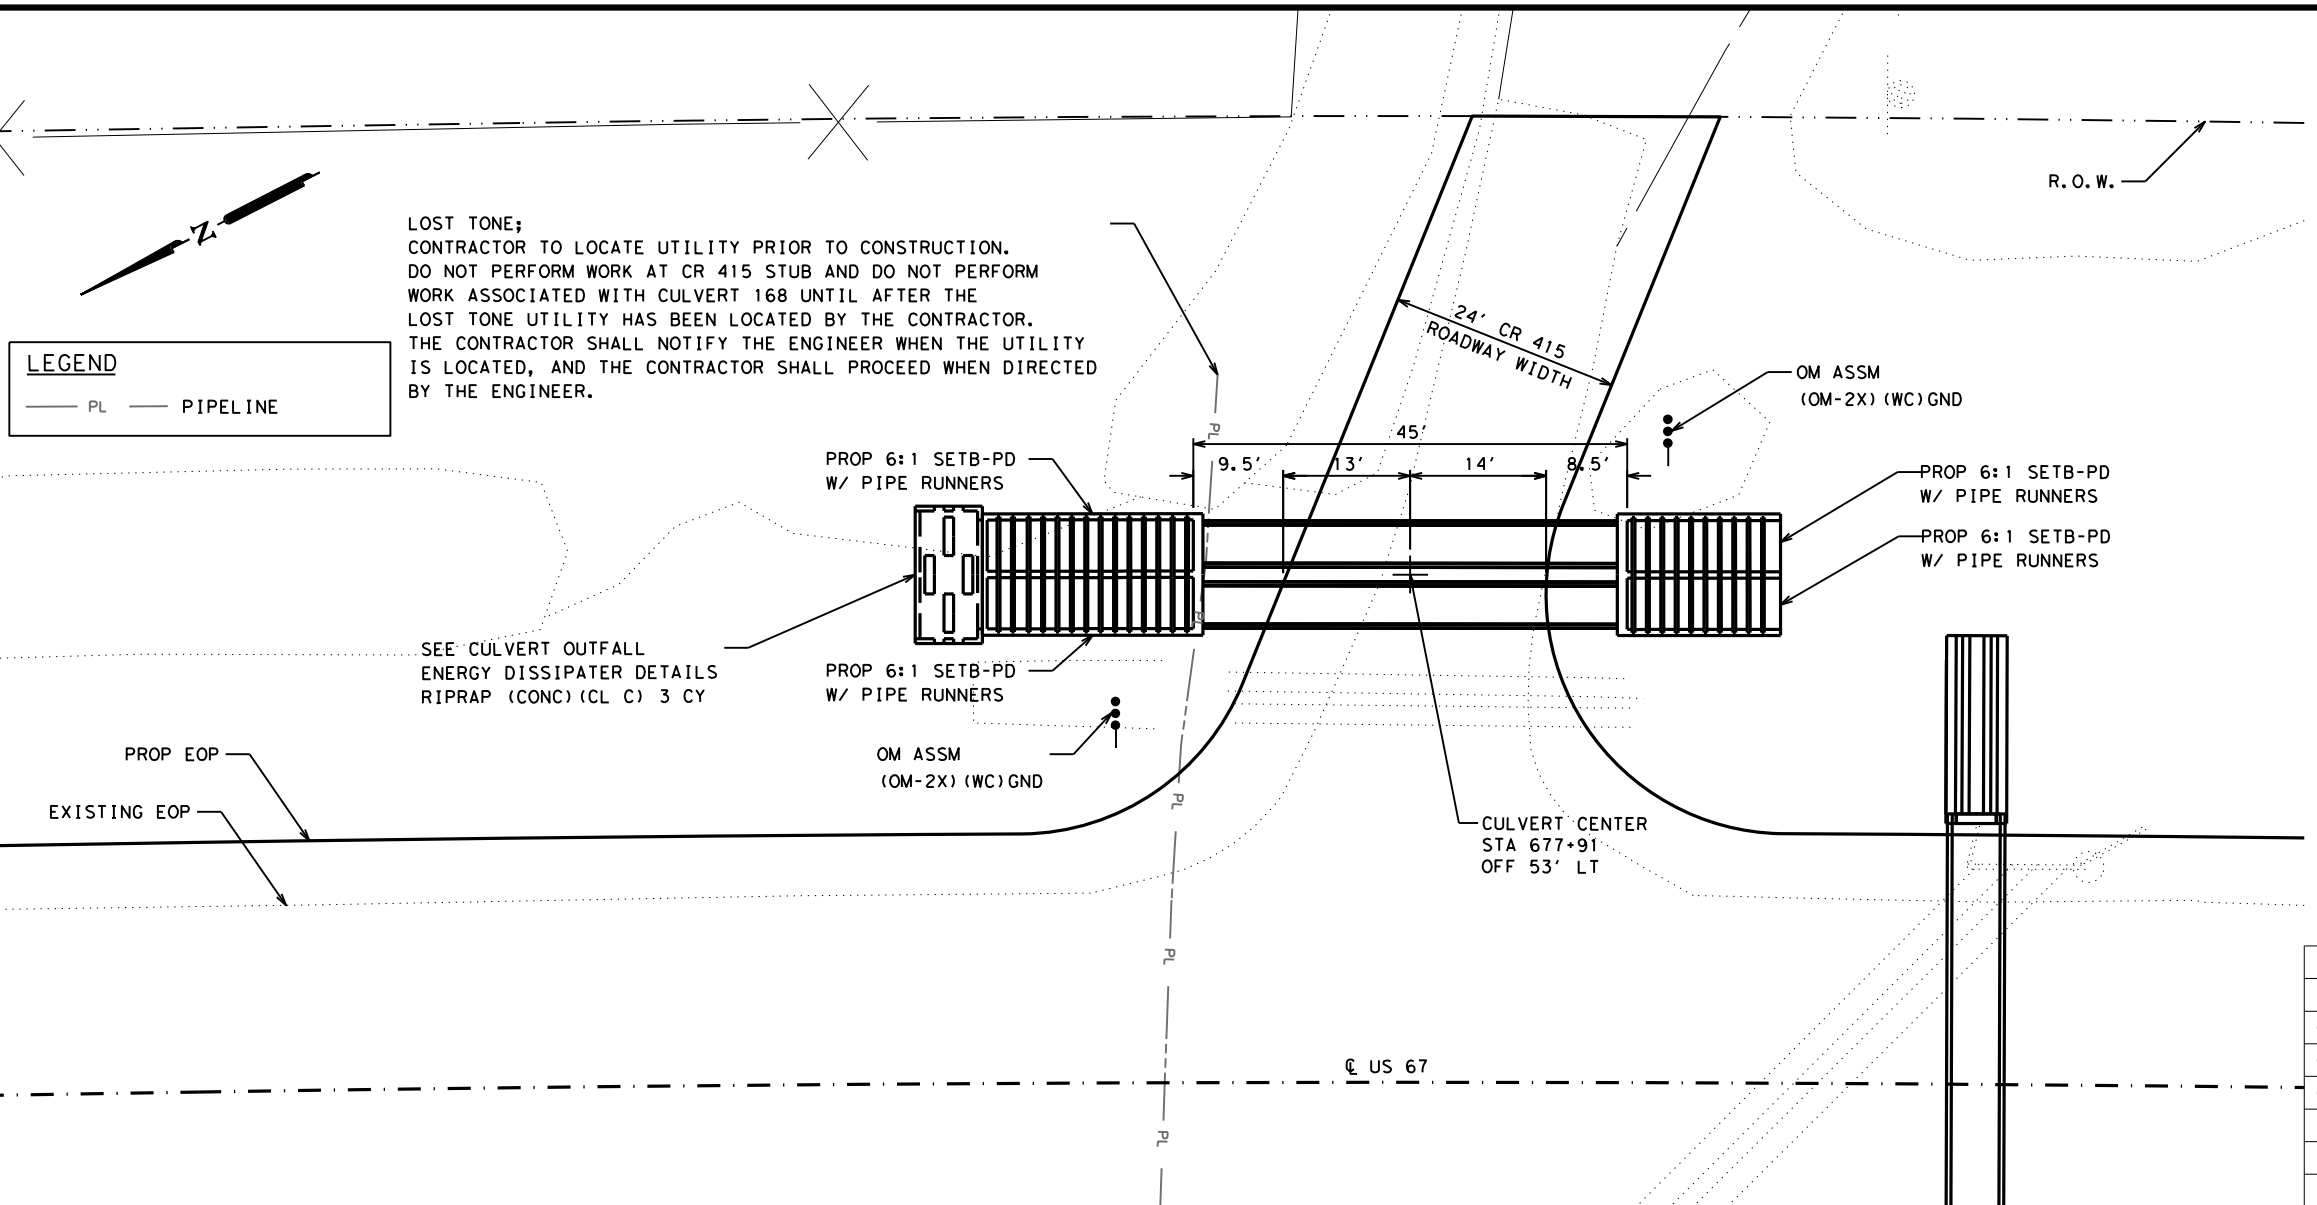 R.O.W.
N
LOST TONE;
CONTRACTOR TO LOCATE UTILITY PRIOR TO CONSTRUCTION.
DO NOT PERFORM WORK AT CR 415 STUB AND DO NOT PERFORM
WORK ASSOCIATED WITH CULVERT 168 UNTIL AFTER THE
LOST TONE UTILITY HAS BEEN LOCATED BY THE CONTRACTOR.
THE CONTRACTOR SHALL NOTIFY THE ENGINEER WHEN THE UTILITY
IS LOCATED, AND THE CONTRACTOR SHALL PROCEED WHEN DIRECTED
BY THE ENGINEER.
LEGEND
PL PIPELINE
24' CR 415
ROADWAY WIDTH
OM ASSM
(OM-2X)(WC)GND
PL
45'
9.5' 13' 14' 8.5'
PROP 6:1 SETB-PD
W/ PIPE RUNNERS
PROP 6:1 SETB-PD
W/ PIPE RUNNERS
PROP 6:1 SETB-PD
W/ PIPE RUNNERS
PL
SEE CULVERT OUTFALL
ENERGY DISSIPATER DETAILS
RIPRAP (CONC)(CL C) 3 CY
PROP 6:1 SETB-PD
W/ PIPE RUNNERS
OM ASSM
(OM-2X)(WC)GND
PROP EOP
EXISTING EOP
PL
CULVERT CENTER
STA 677+91
OFF 53' LT
PL
℄ US 67
PL